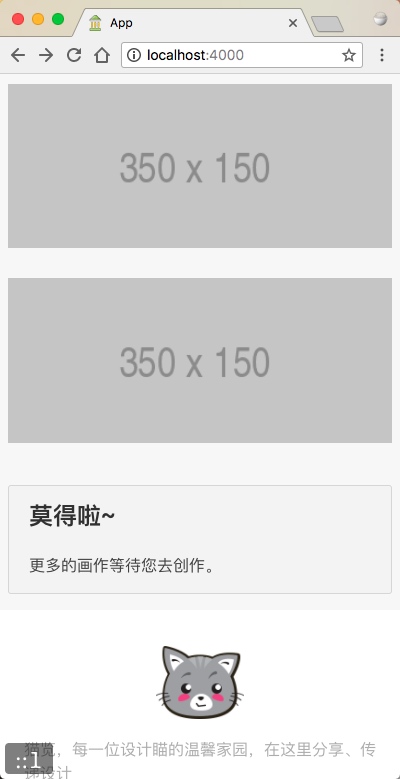 App
localhost:4000
350 x 150
350 x 150
莫得啦~
更多的画作等待您去创作。
猫览，每一位设计瞄的温馨家园，在这里分享、传
递设计
::1